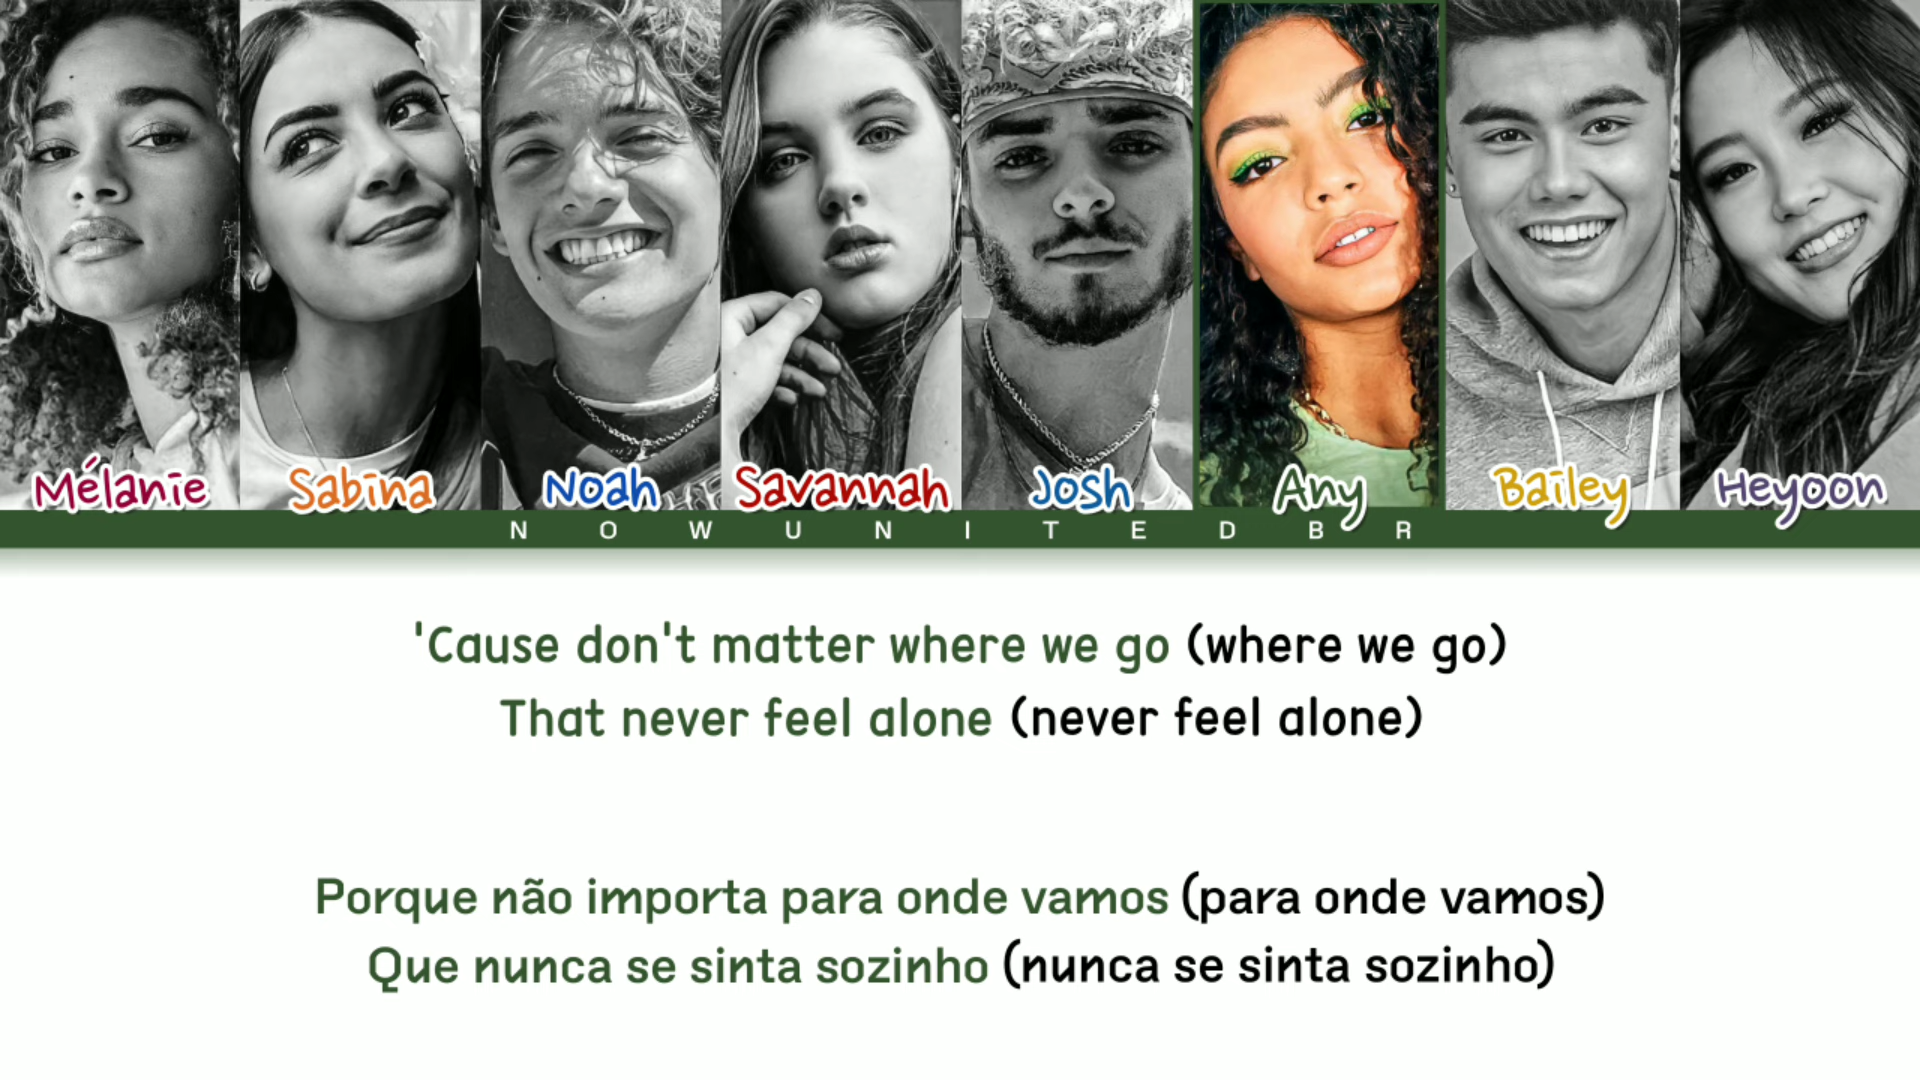 Mélanie Sabina Noah Savannah Josh Any Bailey Heyoon
NOWUNITEDBR
'Cause don't matter where we go (where we go)
That never feel alone (never feel alone)
Porque não importa para onde vamos (para onde vamos)
Que nunca se sinta sozinho (nunca se sinta sozinho)